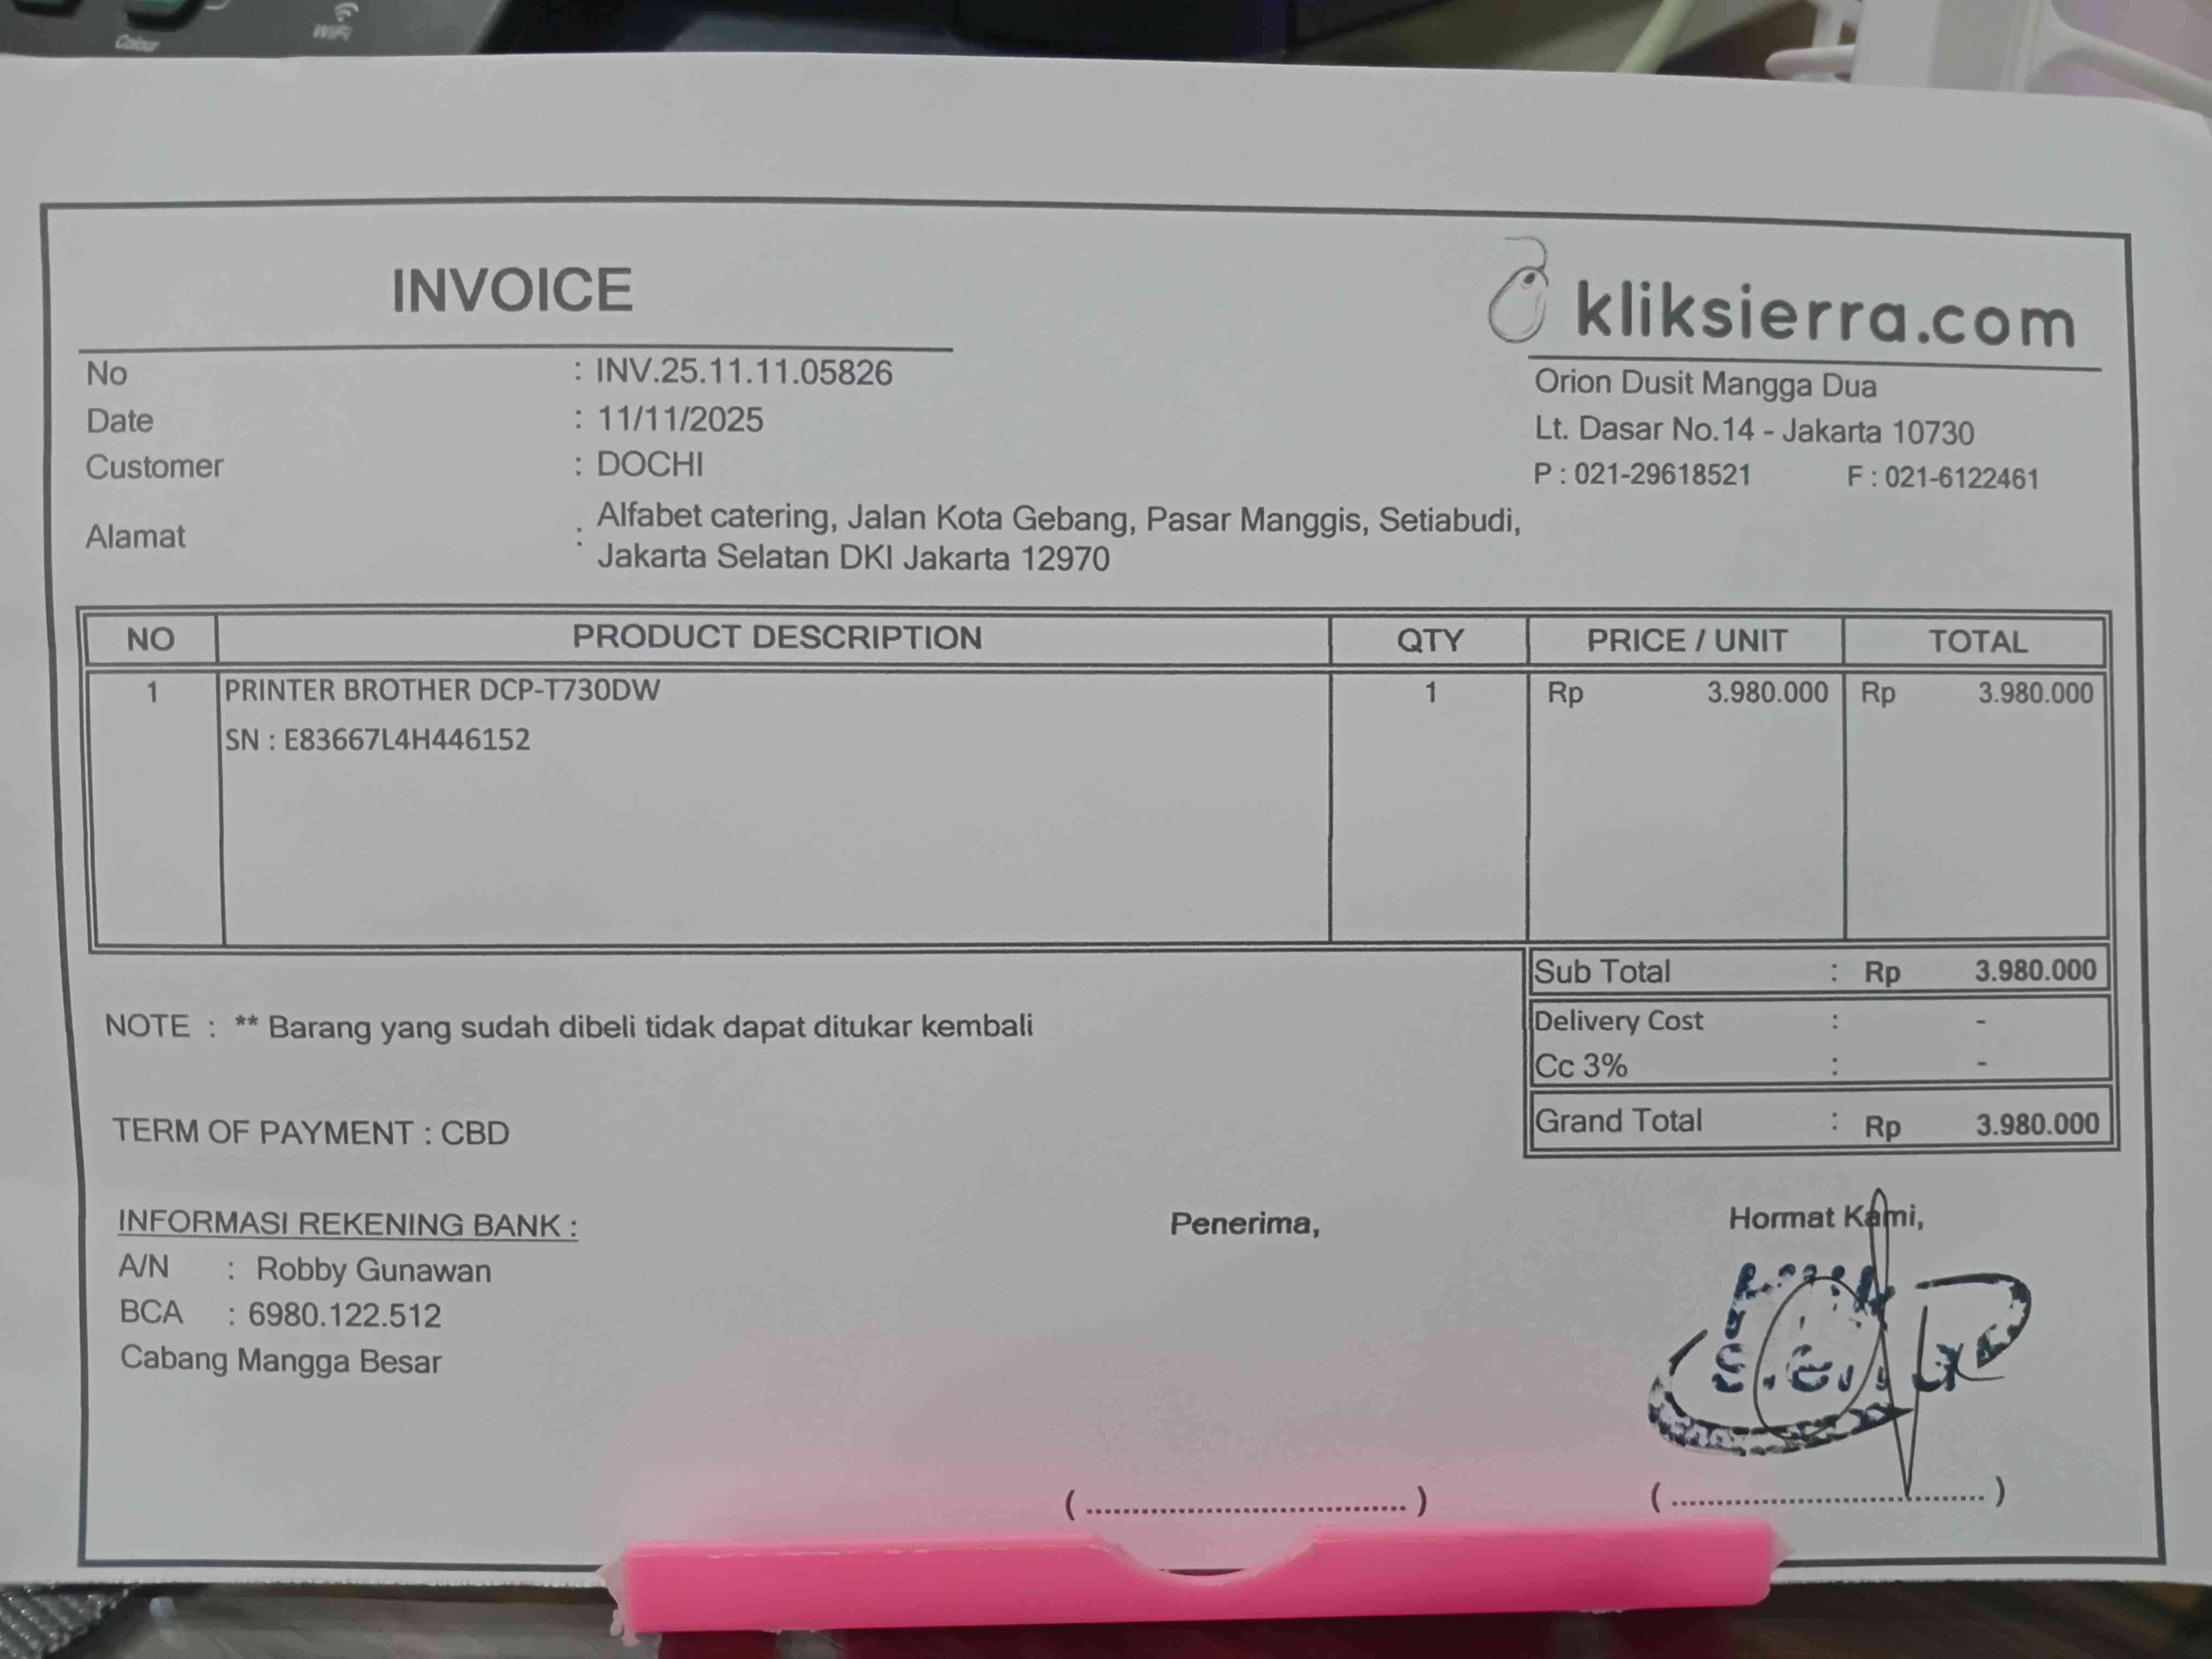 Colour
WiFi
INVOICE
kliksierra.com
No : INV.25.11.11.05826
Orion Dusit Mangga Dua
Date : 11/11/2025
Lt. Dasar No.14 - Jakarta 10730
Customer : DOCHI
P : 021-29618521 F : 021-6122461
Alamat : Alfabet catering, Jalan Kota Gebang, Pasar Manggis, Setiabudi,
Jakarta Selatan DKI Jakarta 12970
NO PRODUCT DESCRIPTION QTY PRICE / UNIT TOTAL
1 PRINTER BROTHER DCP-T730DW 1 Rp 3.980.000 Rp 3.980.000
SN : E83667L4H446152
Sub Total : Rp 3.980.000
NOTE : ** Barang yang sudah dibeli tidak dapat ditukar kembali
Delivery Cost : -
Cc 3% : -
TERM OF PAYMENT : CBD
Grand Total : Rp 3.980.000
INFORMASI REKENING BANK :
Penerima,
Hormat Kami,
A/N : Robby Gunawan
BCA : 6980.122.512
Cabang Mangga Besar
( .................................... )
( .................................... )